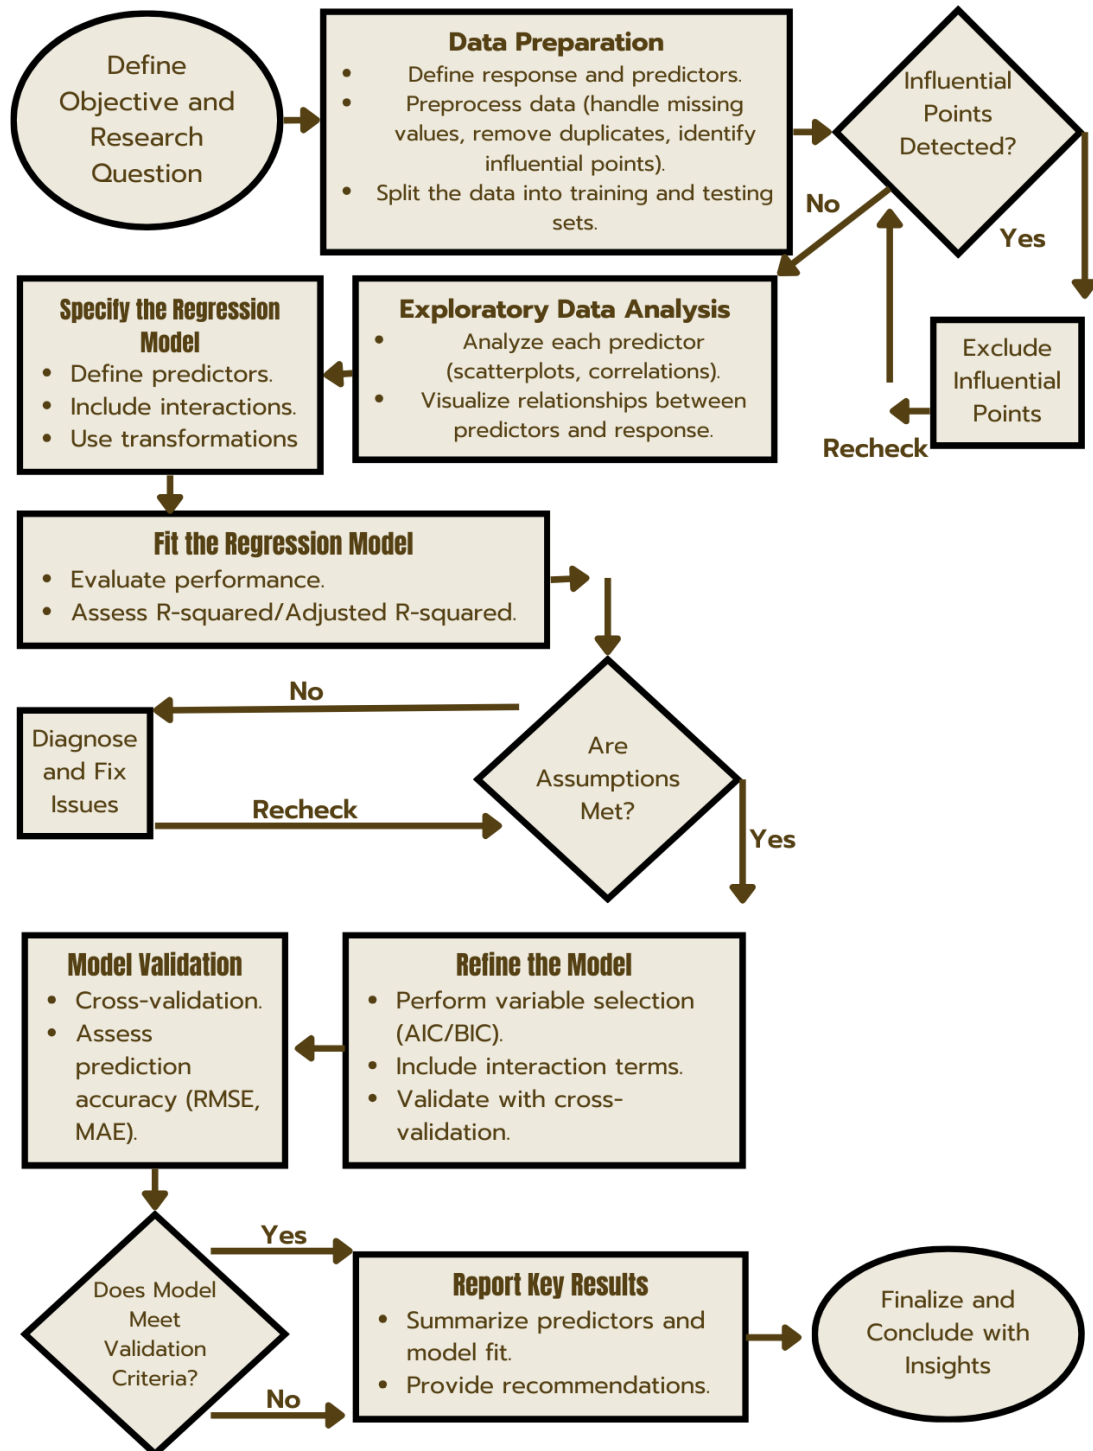 Define
Objective and
Research
Question
Data Preparation
• Define response and predictors.
• Preprocess data (handle missing
values, remove duplicates, identify
influential points).
• Split the data into training and testing
sets.
Influential
Points
Detected?
No
Yes
Exclude
Influential
Points
Recheck
Exploratory Data Analysis
• Analyze each predictor
(scatterplots, correlations).
• Visualize relationships between
predictors and response.
Specify the Regression
Model
• Define predictors.
• Include interactions.
• Use transformations
Fit the Regression Model
• Evaluate performance.
• Assess R-squared/Adjusted R-squared.
Are
Assumptions
Met?
No
Diagnose
and Fix
Issues
Recheck
Yes
Refine the Model
• Perform variable selection
(AIC/BIC).
• Include interaction terms.
• Validate with cross-
validation.
Model Validation
• Cross-validation.
• Assess
prediction
accuracy (RMSE,
MAE).
Does Model
Meet
Validation
Criteria?
Yes
No
Report Key Results
• Summarize predictors and
model fit.
• Provide recommendations.
Finalize and
Conclude with
Insights